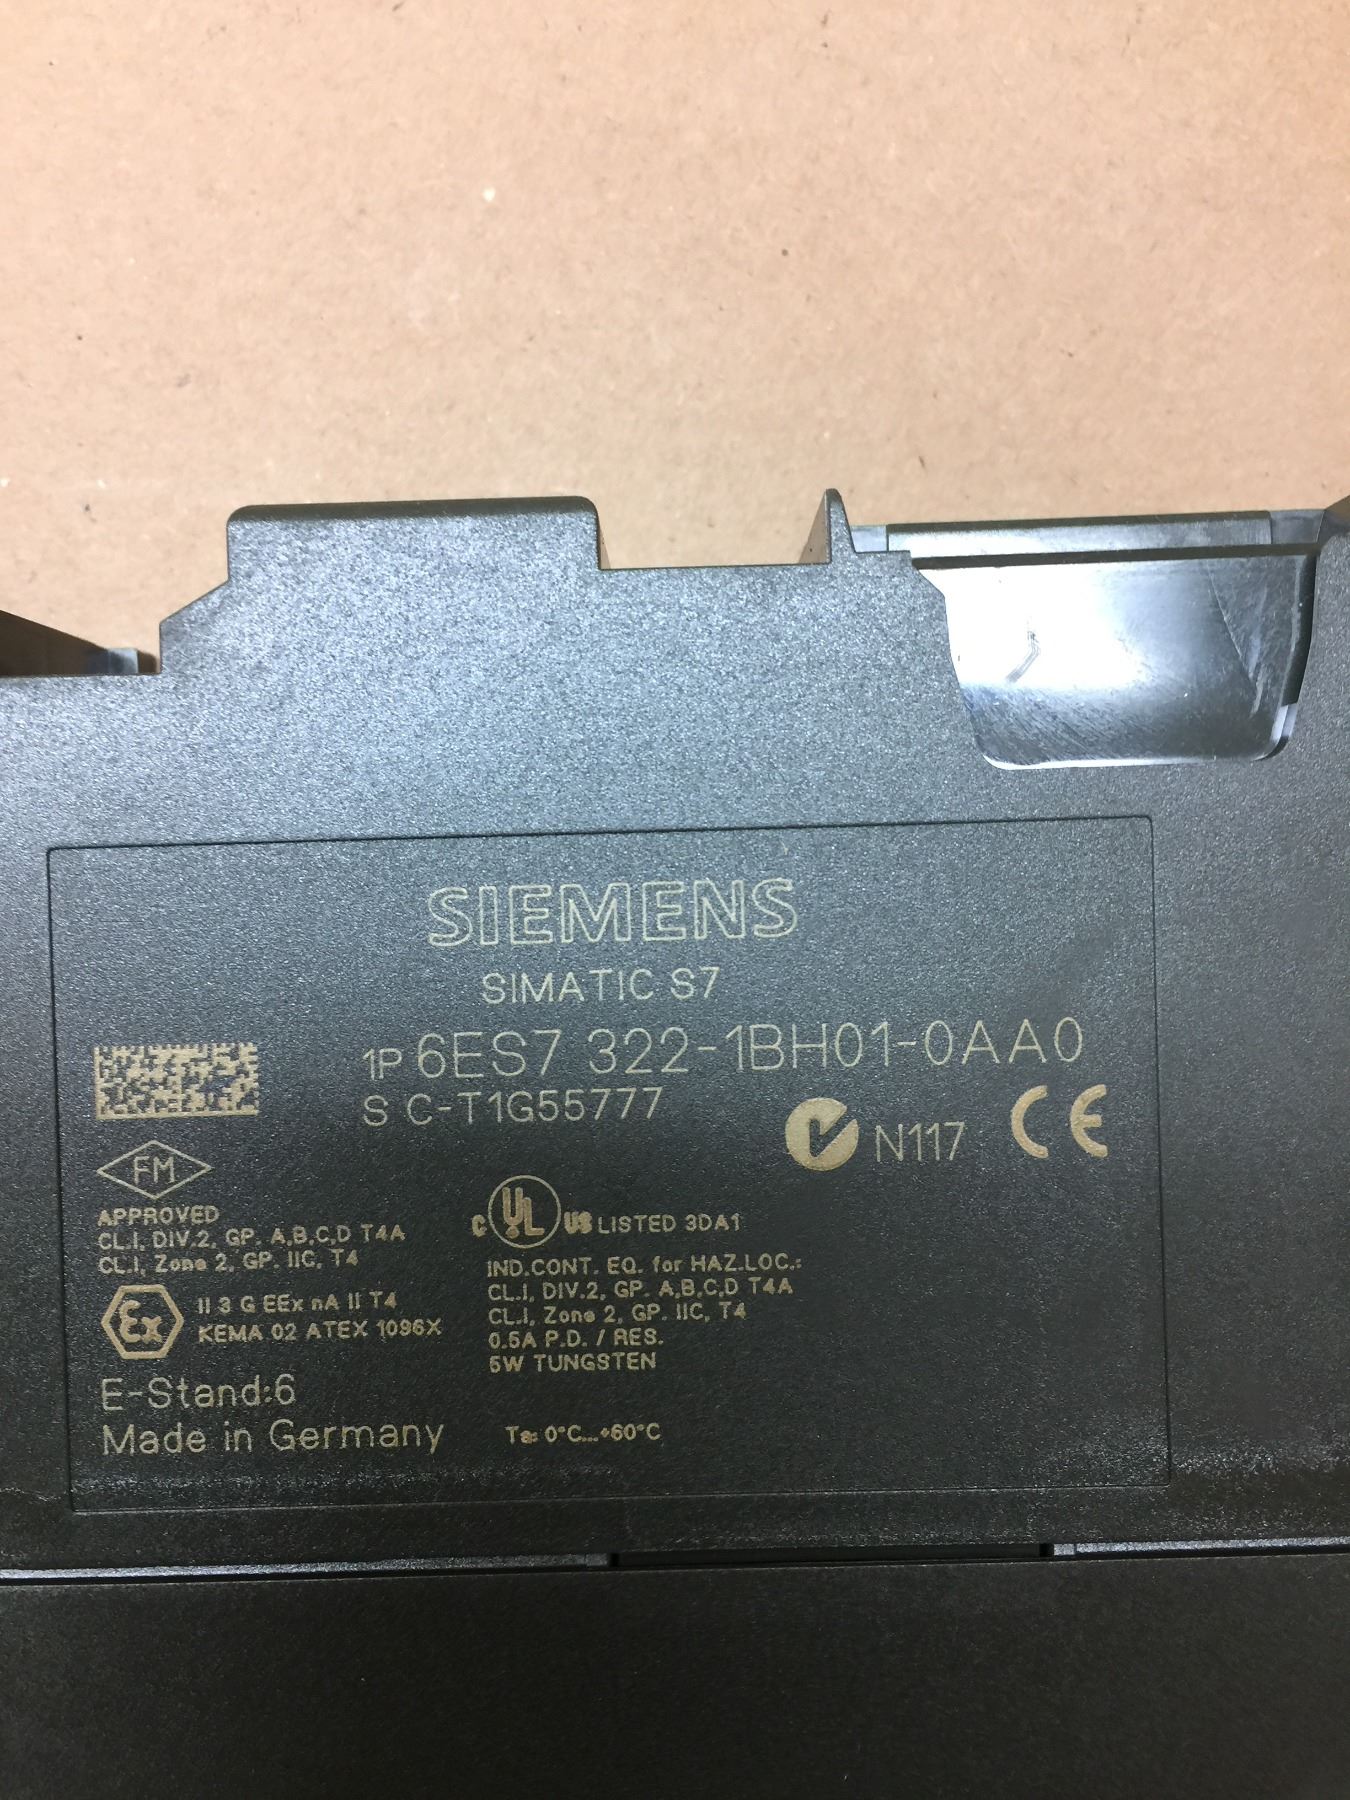 SIEMENS
SIMATIC S7
1P 6ES7 322-1BH01-0AA0
S C-T1G55777
N117 CE
FM
APPROVED
CL.I, DIV.2, GP. A,B,C,D T4A
CL.I, Zone 2, GP. IIC, T4
Ex II 3 G EEx nA II T4
KEMA 02 ATEX 1096X
C UL US LISTED 3DA1
IND.CONT. EQ. for HAZ.LOC.:
CL.I, DIV.2, GP. A,B,C,D T4A
CL.I, Zone 2, GP. IIC, T4
0.5A P.D. / RES.
5W TUNGSTEN
E-Stand:6
Made in Germany
Ta: 0°C...+60°C